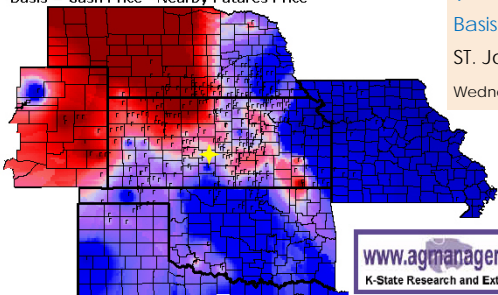 Basis = Cash Price - Nearby Futures Price
Basis
ST. Jo
Wedne
www.agmanager
K-State Research and Ext